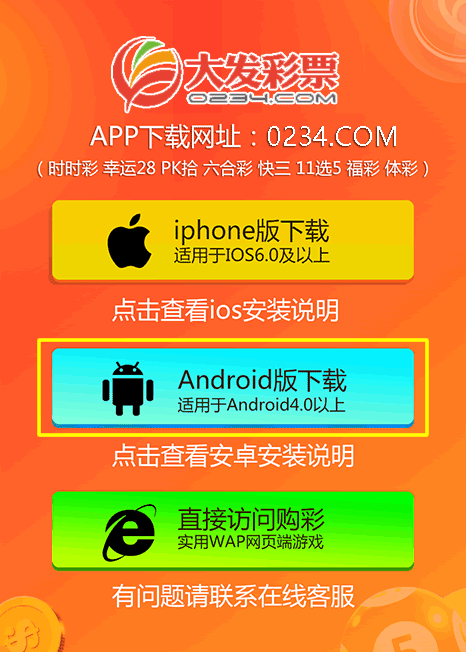 大发彩票
0234.COM
APP下载网址：0234.COM
（时时彩 幸运28 PK拾 六合彩 快三 11选5 福彩 体彩）
iphone版下载
适用于IOS6.0及以上
点击查看ios安装说明
Android版下载
适用于Android4.0以上
点击查看安卓安装说明
直接访问购彩
实用WAP网页端游戏
有问题请联系在线客服
5